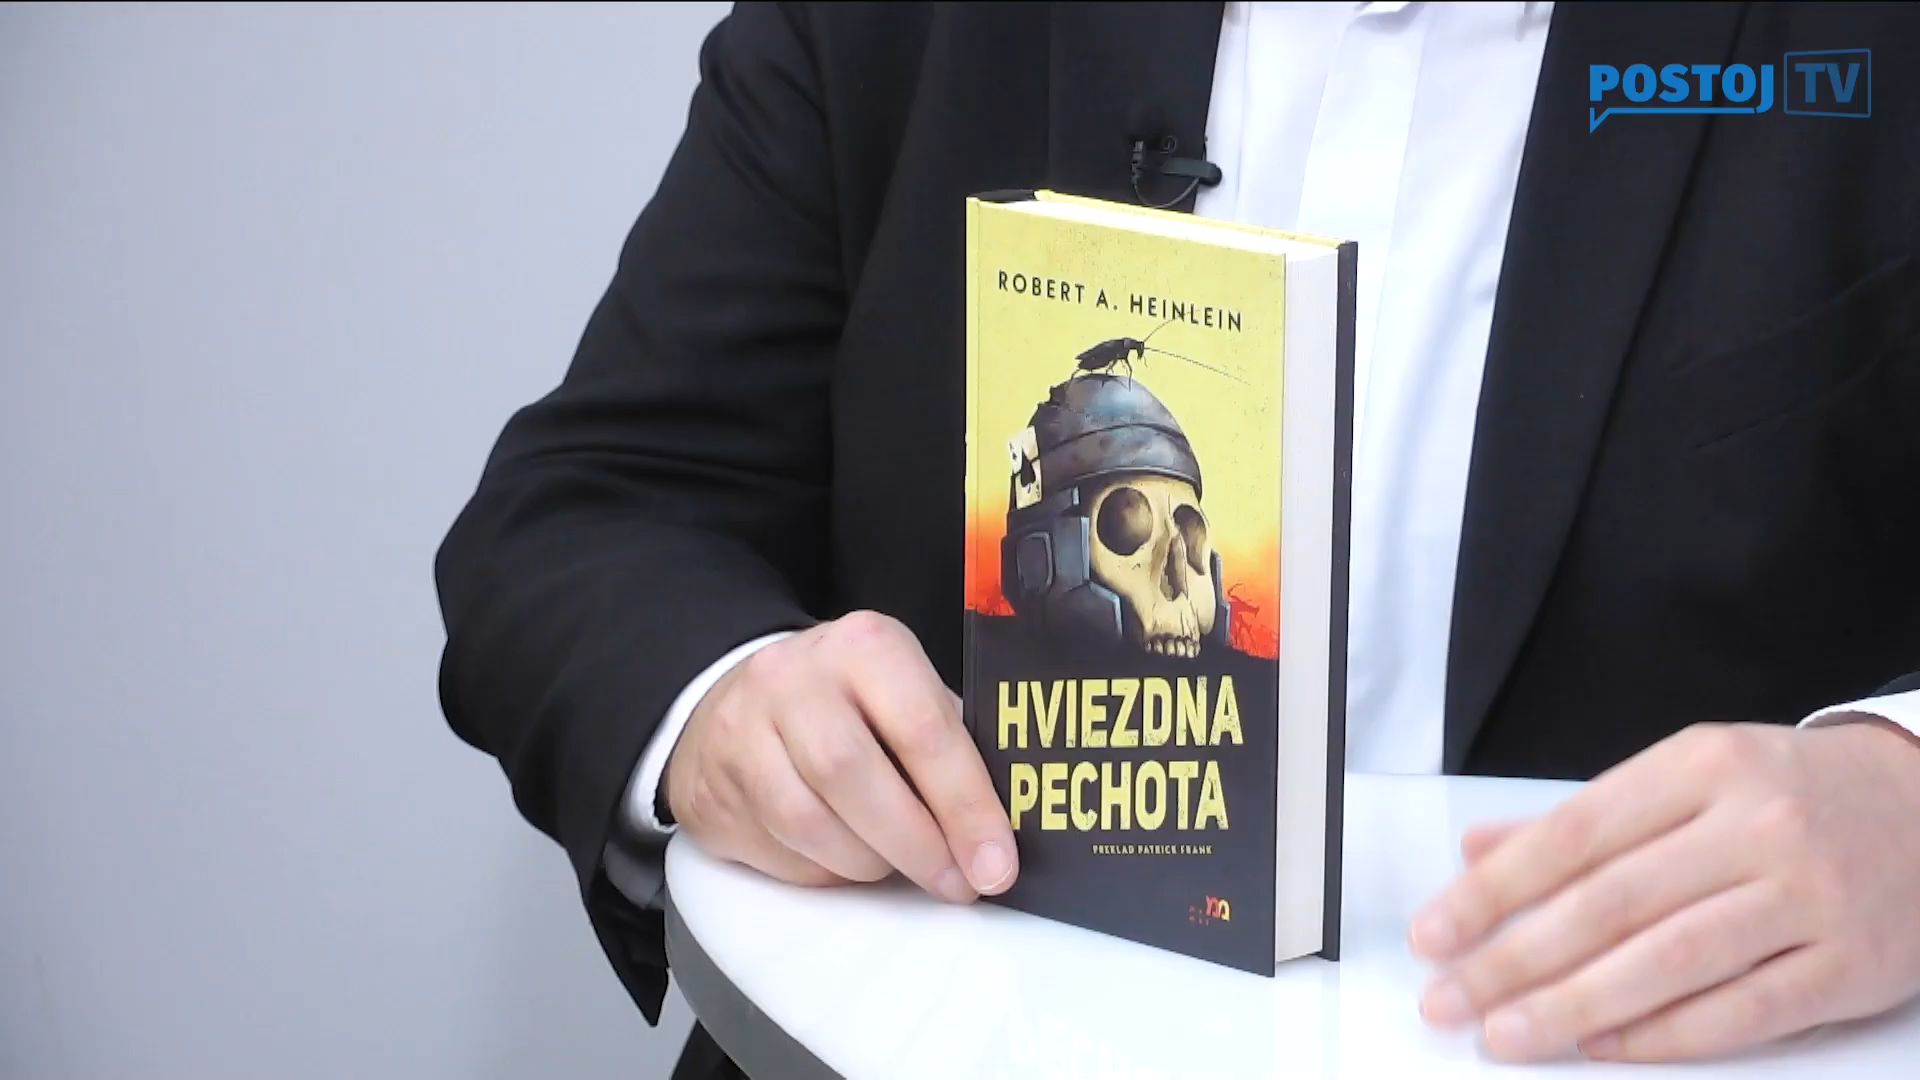 POSTOJ TV
ROBERT A. HEINLEIN
HVIEZDNA
PECHOTA
PREKLAD PATRICK FRANK